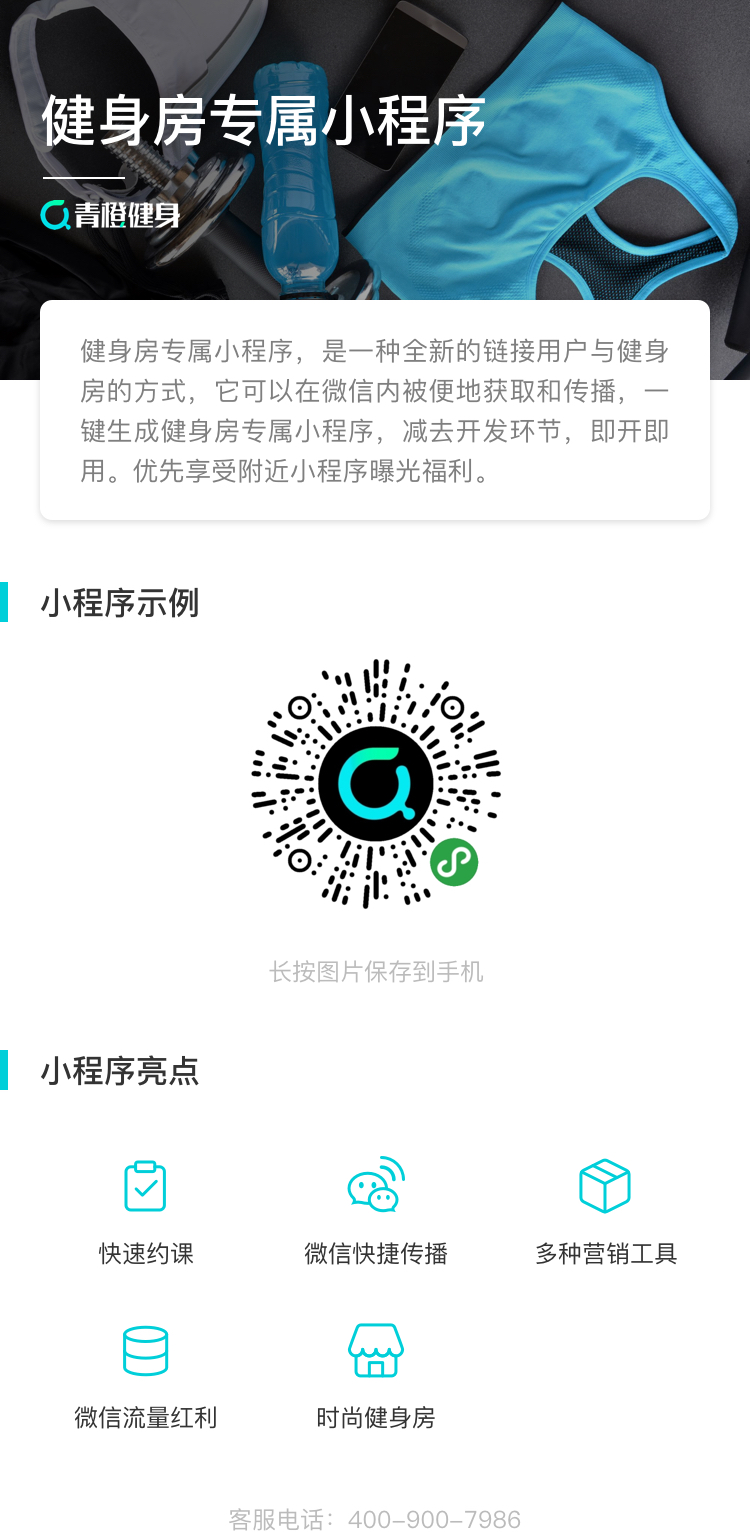 健身房专属小程序
青橙健身
健身房专属小程序，是一种全新的链接用户与健身
房的方式，它可以在微信内被便地获取和传播，一
键生成健身房专属小程序，减去开发环节，即开即
用。优先享受附近小程序曝光福利。
小程序示例
长按图片保存到手机
小程序亮点
快速约课
微信快捷传播
多种营销工具
微信流量红利
时尚健身房
客服电话：400-900-7986